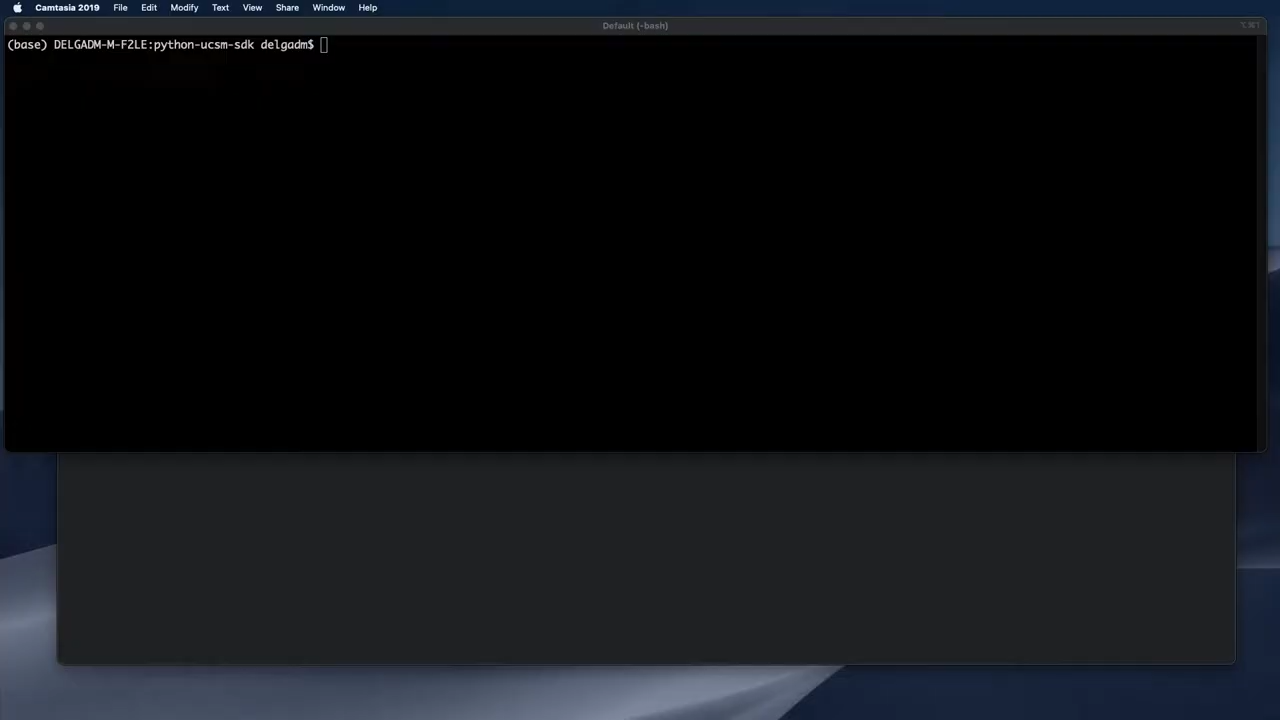 Camtasia 2019 File Edit Modify Text View Share Window Help
Default (-bash)
(base) DELGADM-M-F2LE:python-ucsm-sdk delgadm$